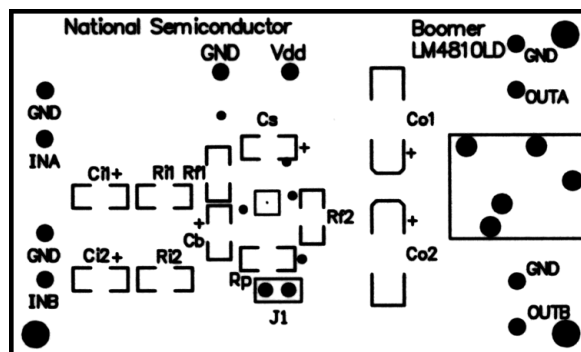 National Semiconductor
Boomer
LM4810LD
GND
Vdd
GND
GND
OUTA
INA
Cs
Co1
Ci1+
Ri1
Rf1
+
+
GND
Cb
+
Rf2
+
Co2
Ci2+
Ri2
Rp
GND
INB
J1
OUTB